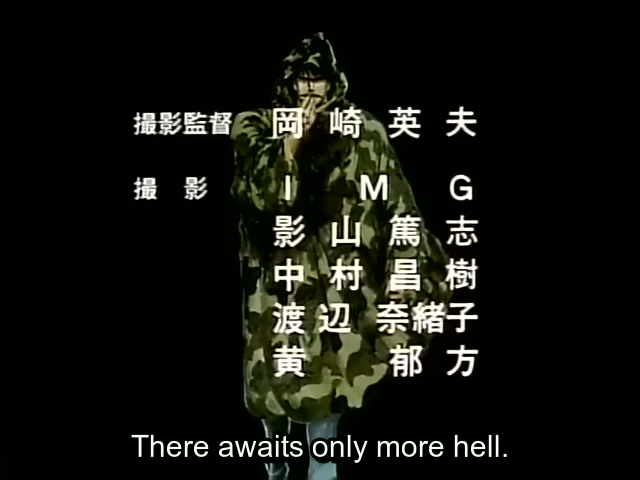 撮影監督 岡崎英夫
撮影 IMG
影山篤志
中村昌樹
渡辺奈緒子
黄郁方
There awaits only more hell.